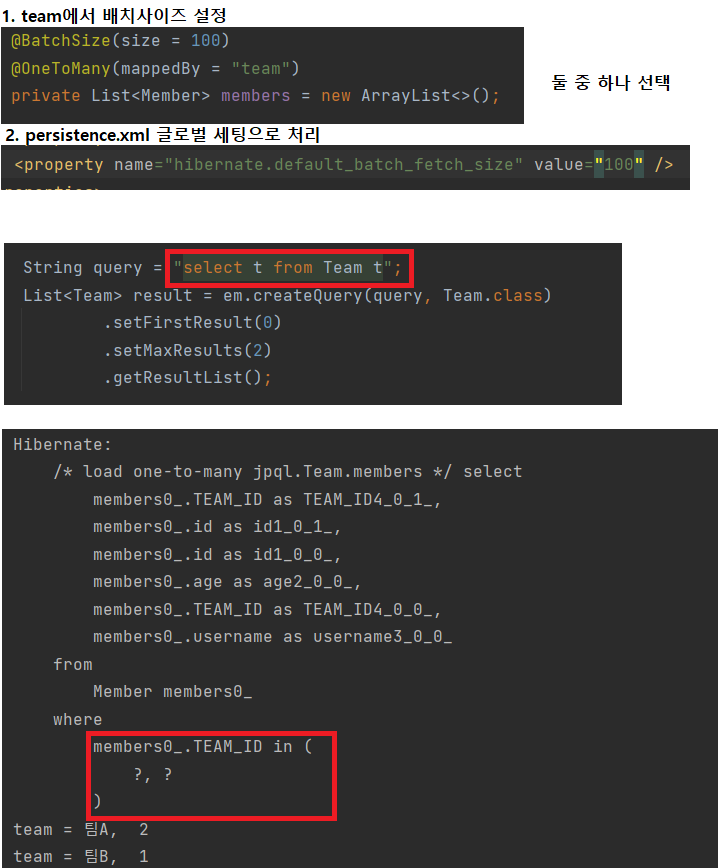 1. team에서 배치사이즈 설정
@BatchSize(size = 100)
@OneToMany(mappedBy = "team")
private List<Member> members = new ArrayList<>();
둘 중 하나 선택
2. persistence.xml 글로벌 세팅으로 처리
<property name="hibernate.default_batch_fetch_size" value="100" />
String query = "select t from Team t";
List<Team> result = em.createQuery(query, Team.class)
.setFirstResult(0)
.setMaxResults(2)
.getResultList();
Hibernate:
/* load one-to-many jpql.Team.members */ select
members0_.TEAM_ID as TEAM_ID4_0_1_,
members0_.id as id1_0_1_,
members0_.id as id1_0_0_,
members0_.age as age2_0_0_,
members0_.TEAM_ID as TEAM_ID4_0_0_,
members0_.username as username3_0_0_
from
Member members0_
where
members0_.TEAM_ID in (
?, ?
)
team = 팀A,  2
team = 팀B,  1